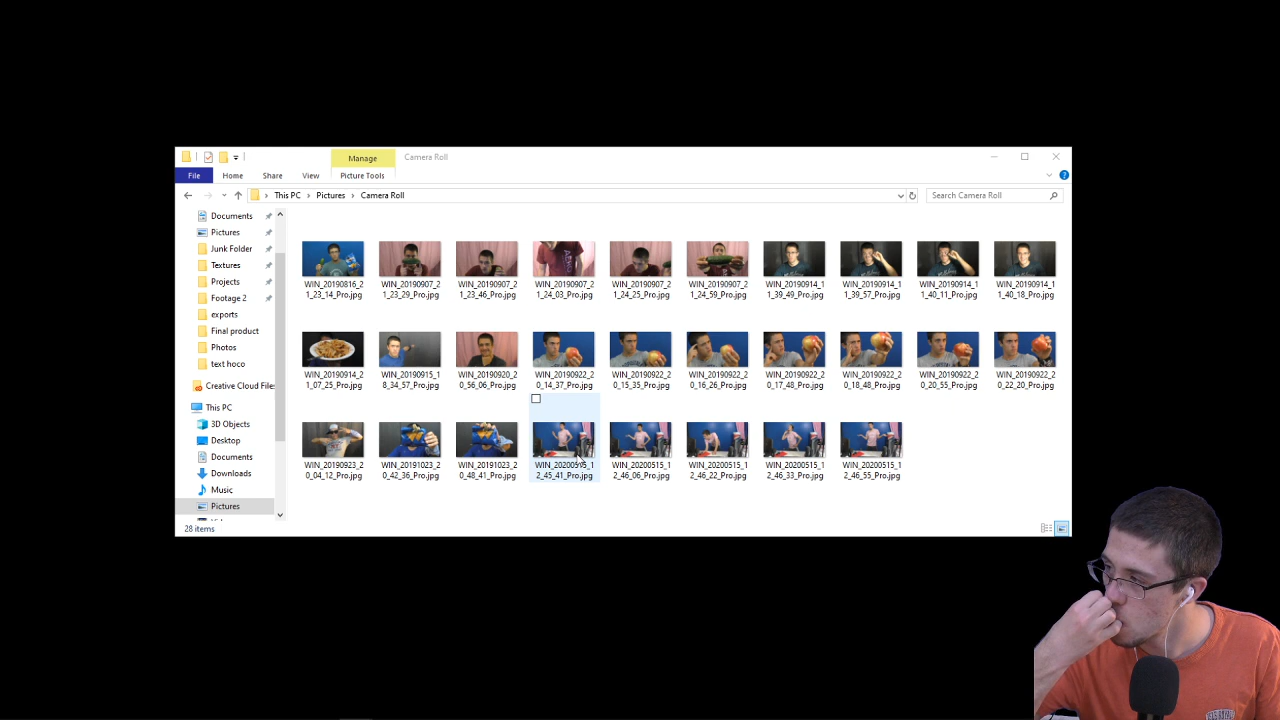 Manage
Camera Roll
File
Home
Share
View
Picture Tools
This PC
Pictures
Camera Roll
Search Camera Roll
Documents
Pictures
Junk Folder
Textures
Projects
Footage 2
exports
Final product
Photos
text hoco
Creative Cloud Files
This PC
3D Objects
Desktop
Documents
Downloads
Music
Pictures
WIN_20190816_2
1_23_14_Pro.jpg
WIN_20190907_2
1_23_29_Pro.jpg
WIN_20190907_2
1_23_46_Pro.jpg
WIN_20190907_2
1_24_03_Pro.jpg
WIN_20190907_2
1_24_25_Pro.jpg
WIN_20190907_2
1_24_59_Pro.jpg
WIN_20190914_1
1_39_49_Pro.jpg
WIN_20190914_1
1_39_57_Pro.jpg
WIN_20190914_1
1_40_11_Pro.jpg
WIN_20190914_1
1_40_18_Pro.jpg
WIN_20190914_2
1_07_25_Pro.jpg
WIN_20190915_1
8_34_57_Pro.jpg
WIN_20190920_2
0_56_06_Pro.jpg
WIN_20190922_2
0_14_37_Pro.jpg
WIN_20190922_2
0_15_35_Pro.jpg
WIN_20190922_2
0_16_26_Pro.jpg
WIN_20190922_2
0_17_48_Pro.jpg
WIN_20190922_2
0_18_48_Pro.jpg
WIN_20190922_2
0_20_55_Pro.jpg
WIN_20190922_2
0_22_20_Pro.jpg
WIN_20190923_2
0_04_12_Pro.jpg
WIN_20191023_2
0_42_36_Pro.jpg
WIN_20191023_2
0_48_41_Pro.jpg
WIN_20200515_1
2_45_41_Pro.jpg
WIN_20200515_1
2_46_06_Pro.jpg
WIN_20200515_1
2_46_22_Pro.jpg
WIN_20200515_1
2_46_33_Pro.jpg
WIN_20200515_1
2_46_55_Pro.jpg
28 items